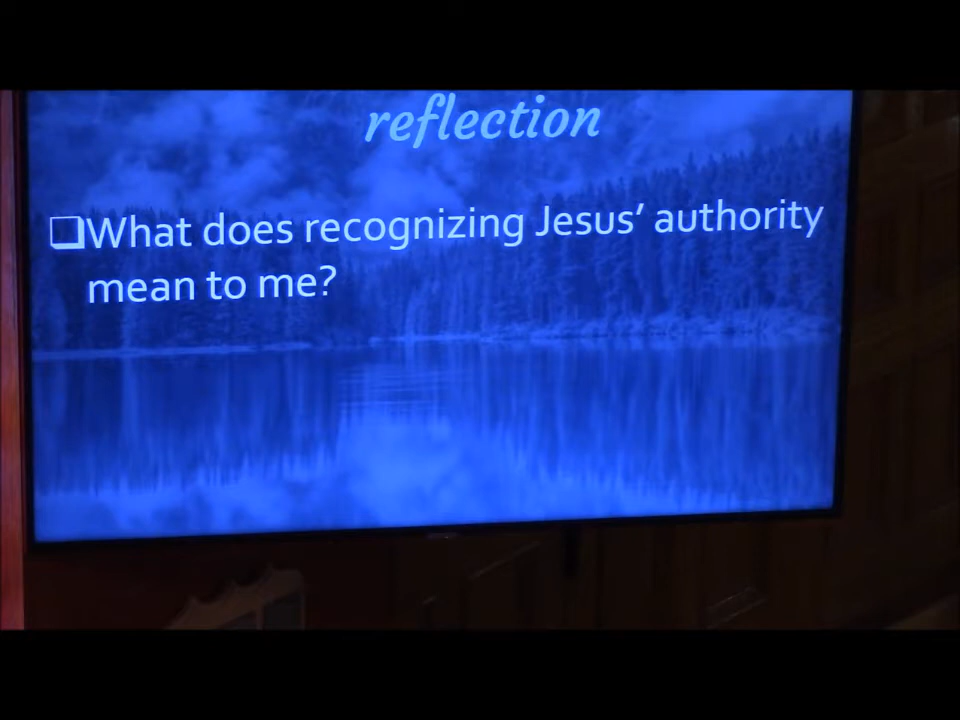 reflection
❑What does recognizing Jesus’ authority
mean to me?